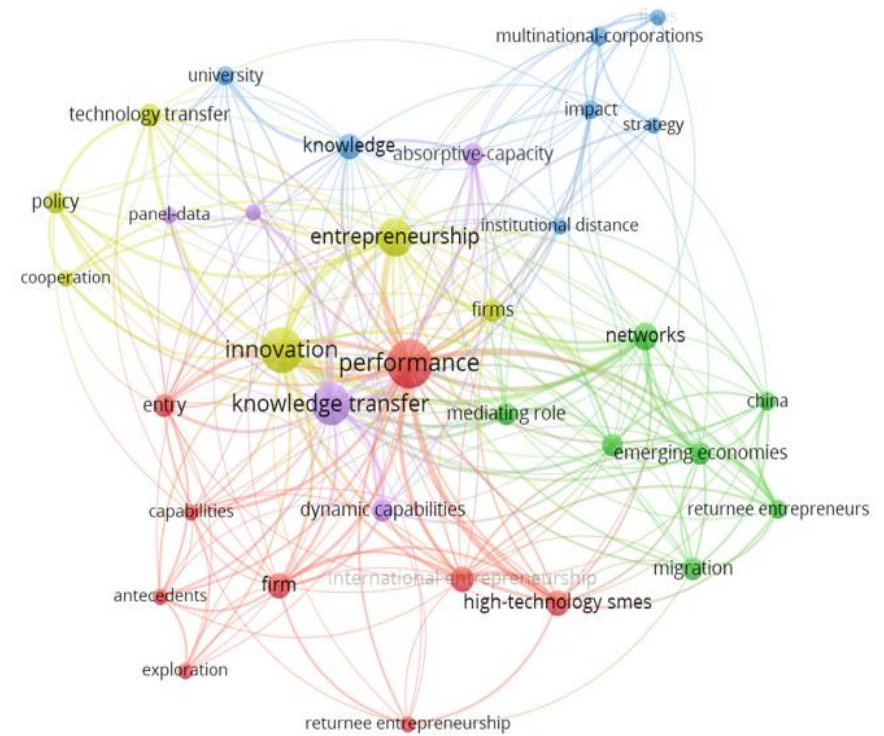 multinational-corporations
university
technology transfer
impact
strategy
knowledge
absorptive-capacity
policy
panel-data
institutional distance
entrepreneurship
cooperation
firms
networks
innovation
performance
knowledge transfer
mediating role
entry
china
emerging economies
capabilities
dynamic capabilities
returnee entrepreneurs
migration
international entrepreneurship
firm
antecedents
high-technology smes
exploration
returnee entrepreneurship